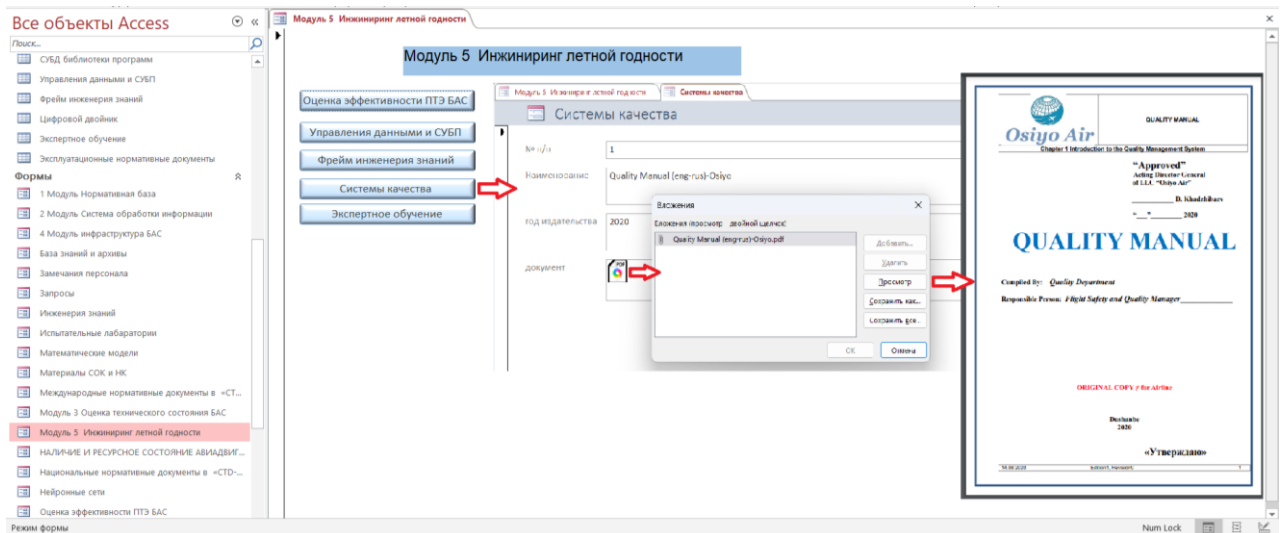 Все объекты Access
Поиск...
СУБД библиотеки программ
Управления данными и СУБП
Фрейм инженерия знаний
Цифровой двойник
Экспертное обучение
Эксплуатационные нормативные документы
Формы
1 Модуль Нормативная база
2 Модуль Система обработки информации
4 Модуль инфраструктура БАС
База знаний и архивы
Замечания персонала
Запросы
Инженерия знаний
Испытательные лабаратории
Математические модели
Материалы СОК и НК
Международные нормативные документы в «СТ...
Модуль 3 Оценка технического состояния БАС
Модуль 5 Инжиниринг летной годности
НАЛИЧИЕ И РЕСУРСНОЕ СОСТОЯНИЕ АВИАДВИГ...
Национальные нормативные документы в «СТD-...
Нейронные сети
Оценка эффективности ПТЭ БАС
Режим формы
Модуль 5 Инжиниринг летной годности
Модуль 5 Инжиниринг летной годности
Оценка эффективности ПТЭ БАС
Управления данными и СУБП
Фрейм инженерия знаний
Системы качества
Экспертное обучение
Модуль 5 Инжиниринг летной годности
Системы качества
Системы качества
№ п/п
1
Наименование
Quality Manual (eng-rus)-Osiyo
год издательства
2020
документ
PDF
Вложения
Вложения (просмотр - двойной щелчок)
Quality Manual (eng-rus)-Osiyo.pdf
Добавить...
Удалить
Просмотр
Сохранить как...
Сохранить все...
ОК
Отмена
Osiyo Air
QUALITY MANUAL
Chapter 1 Introduction to the Quality Management System
“Approved”
Acting Director General
of LLC “Osiyo Air”
D. Khadzhibaev
“__”________ 2020
QUALITY MANUAL
Compiled By: Quality Department
Responsible Person: Flight Safety and Quality Manager
ORIGINAL COPY # for Airline
Dushanbe
2020
«Утверждаю»
1
Num Lock